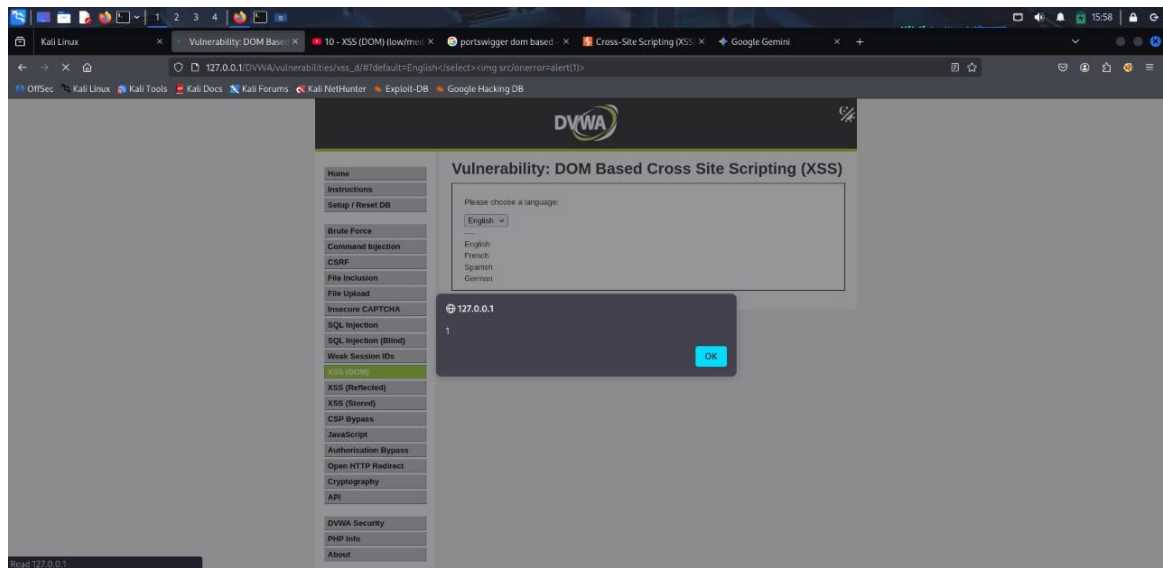 1 2 3 4
15:58
Kali Linux
Vulnerability: DOM Based
10 - XSS (DOM) (low/med
portswigger dom based -
Cross-Site Scripting (XSS
Google Gemini
127.0.0.1/DVWA/vulnerabilities/xss_d/#?default=English</select><img src/onerror=alert(1)>
OffSec
Kali Linux
Kali Tools
Kali Docs
Kali Forums
Kali NetHunter
Exploit-DB
Google Hacking DB
DVWA
Home
Instructions
Setup / Reset DB
Brute Force
Command Injection
CSRF
File Inclusion
File Upload
Insecure CAPTCHA
SQL Injection
SQL Injection (Blind)
Weak Session IDs
XSS (DOM)
XSS (Reflected)
XSS (Stored)
CSP Bypass
JavaScript
Authorisation Bypass
Open HTTP Redirect
Cryptography
API
DVWA Security
PHP Info
About
Vulnerability: DOM Based Cross Site Scripting (XSS)
Please choose a language:
English
----
English
French
Spanish
German
127.0.0.1
1
OK
Read 127.0.0.1